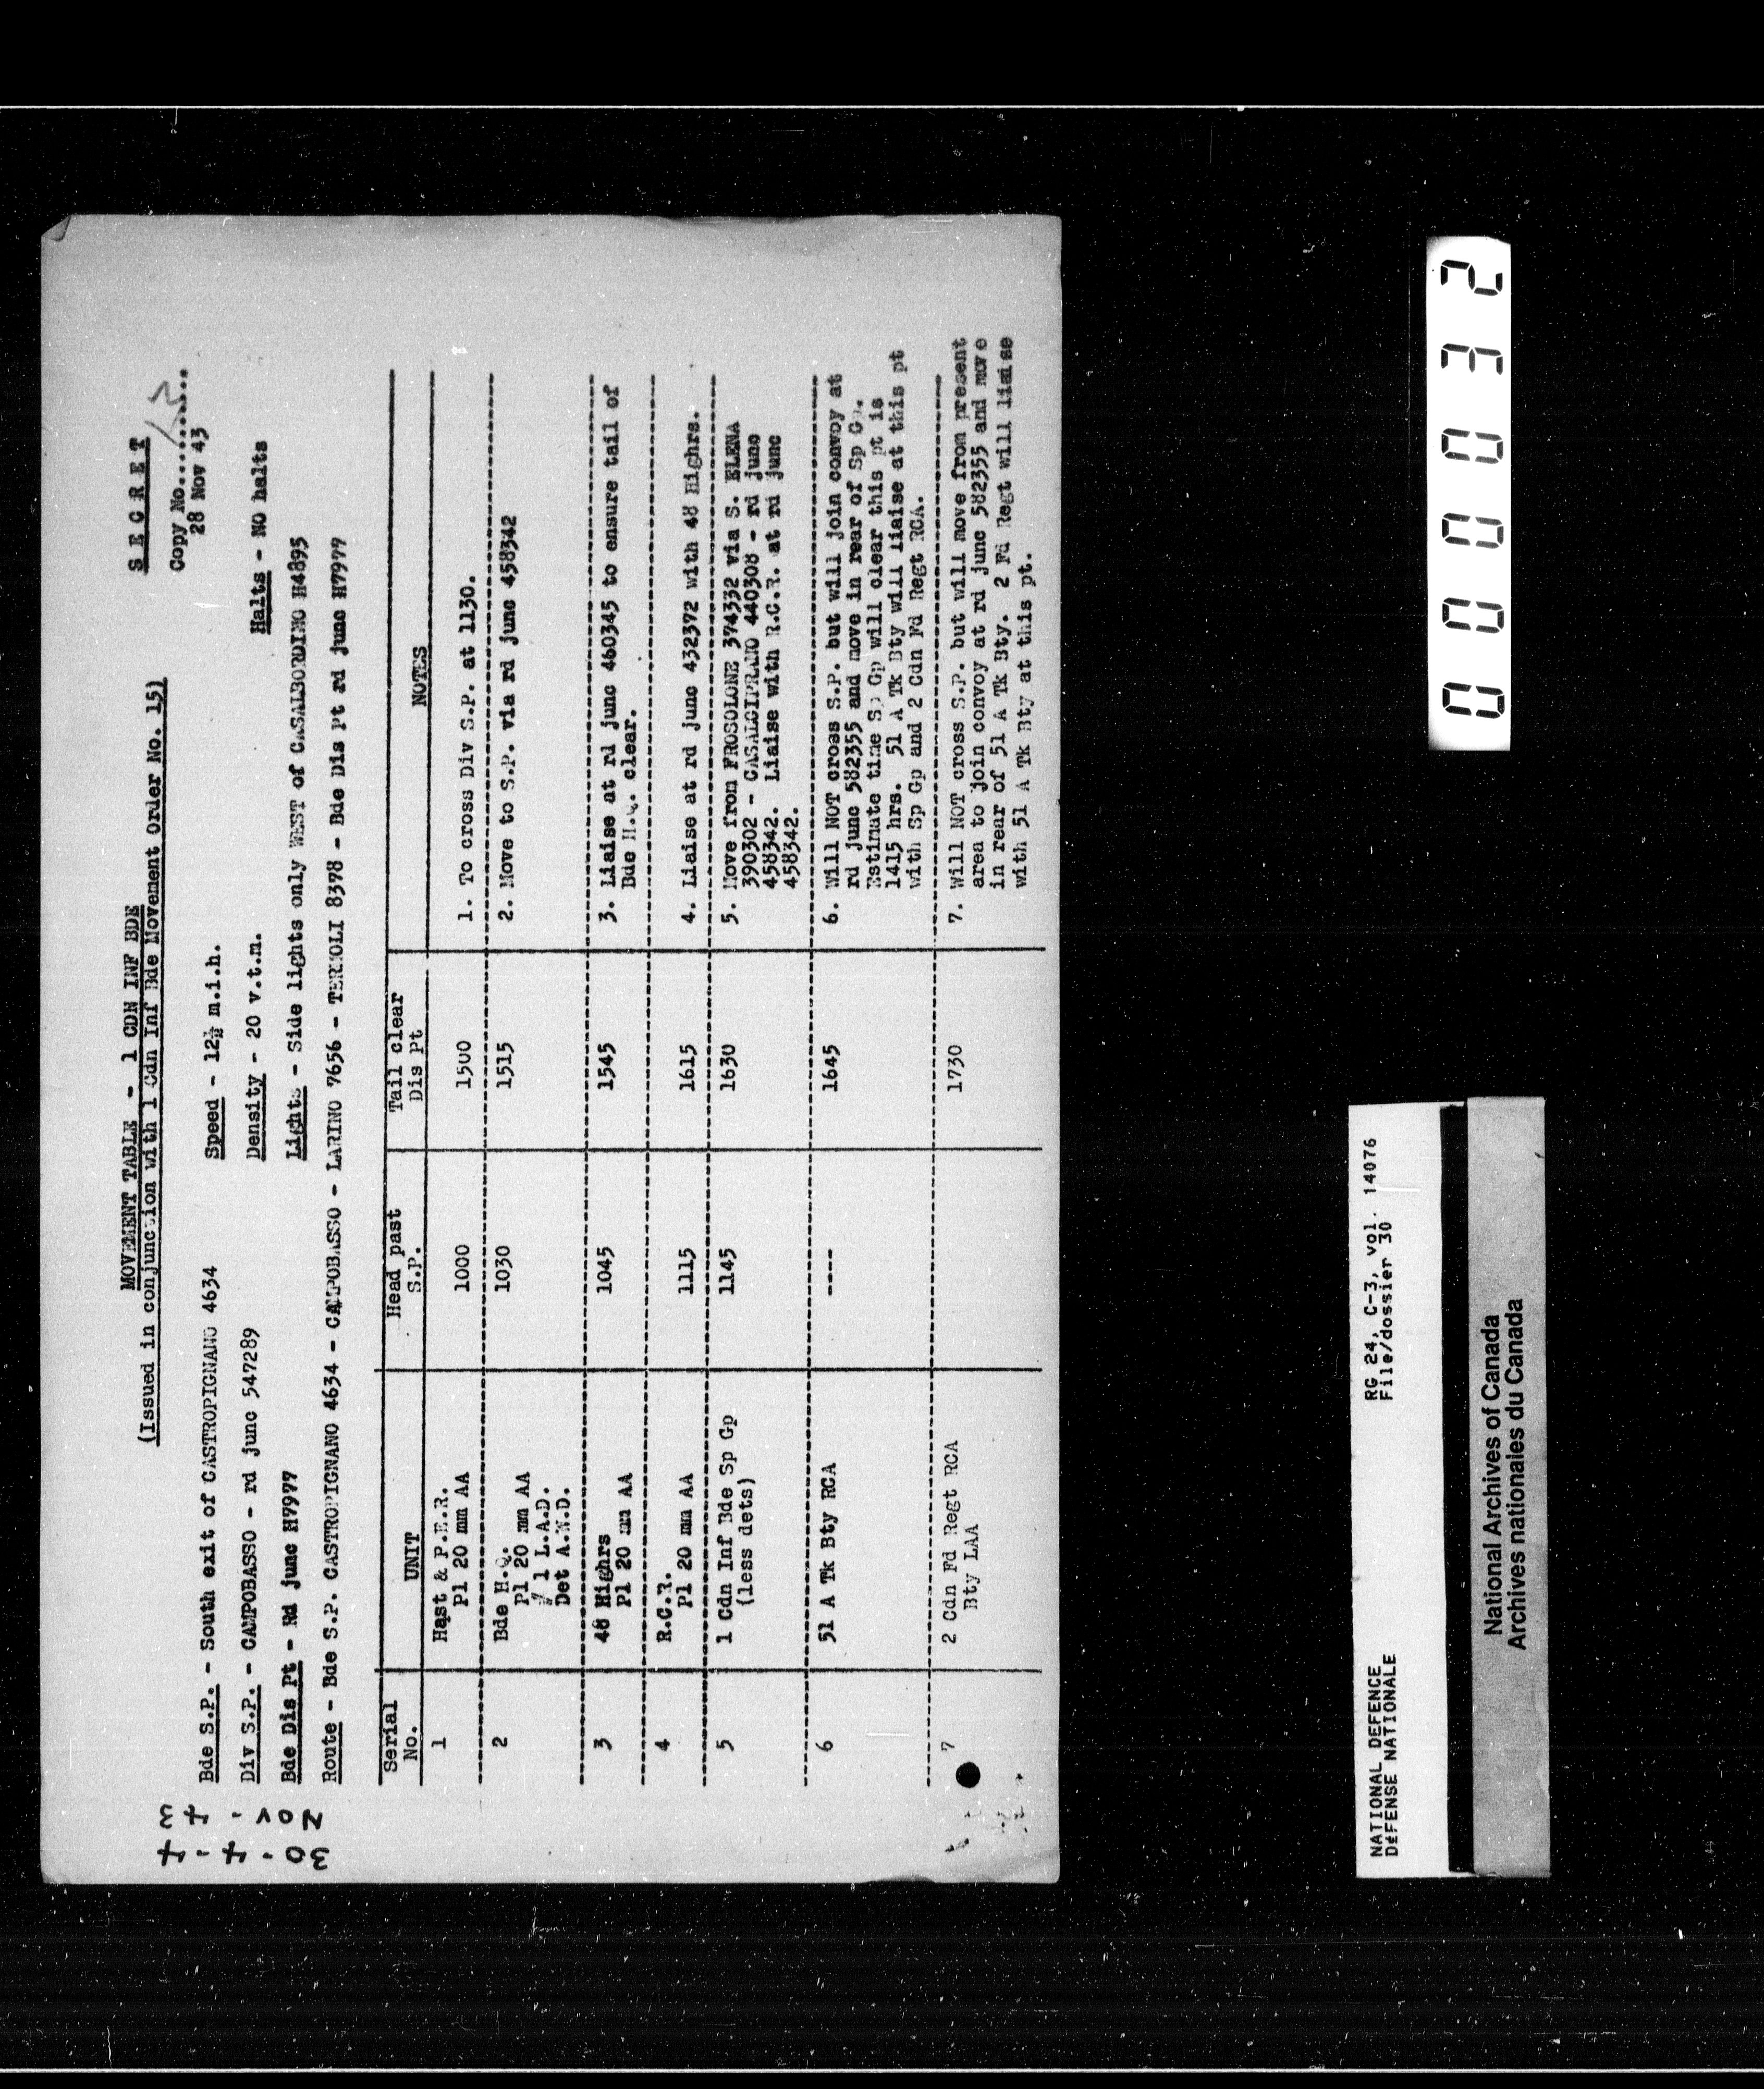 SECRET
Copy No..........
28 Nov 43
MOVEMENT TABLE - 1 CDN INF BDE
(Issued in conjunction with 1 Cdn Inf Bde Movement Order No. 15)
Bde S.P. - South exit of CASTROPIGNANO 4634
Speed - 12½ m.i.h.
Halts - NO halts
Div S.P. - CAMPOBASSO - rd junc 547289
Density - 20 v.t.m.
Bde Dis Pt - Rd junc H7977
Lights - Side lights only WEST of CASALBORDINO H4895
Route - Bde S.P. CASTROPIGNANO 4634 - CAMPOBASSO - LARINO 7656 - TERMOLI 8378 - Bde Dis Pt rd junc H7977
Serial No.
UNIT
Head past S.P.
Tail clear Dis Pt
NOTES
1 Hast & P.E.R. 1000 1500 1. To cross Div S.P. at 1130.
Pl 20 mm AA
2 Bde H.Q. 1030 1515 2. Move to S.P. via rd junc 458342
Pl 20 mm AA
1 L.A.D.
Det A.W.D.
3 48 Highrs 1045 1545 3. Liaise at rd junc 460345 to ensure tail of
Pl 20 mm AA Bde H.Q. clear.
4 R.C.R. 1115 1615 4. Liaise at rd junc 432372 with 48 Highrs.
Pl 20 mm AA
5 1 Cdn Inf Bde Sp Gp 1145 1630 5. Move from FROSOLONE 374332 via S. ELENA
(less dets) 390302 - CASALCIPRANO 440308 - rd junc
458342. Liaise with R.C.R. at rd junc
458342.
6 51 A Tk Bty RCA ---- 1645 6. Will NOT cross S.P. but will join convoy at
rd junc 582355 and move in rear of Sp Gp.
Estimate time Sp Gp will clear this pt is
1415 hrs. 51 A Tk Bty will liaise at this pt
with Sp Gp and 2 Cdn Fd Regt RCA.
7 2 Cdn Fd Regt RCA 1730 7. Will NOT cross S.P. but will move from present
Bty LAA area to join convoy at rd junc 582355 and move
in rear of 51 A Tk Bty. 2 Fd Regt will liaise
with 51 A Tk Bty at this pt.
30-4-4
Nov. 43
00032
NATIONAL DEFENCE
DéFENSE NATIONALE
RG 24, C-3, vol. 14076
File/dossier 30
National Archives of Canada
Archives nationales du Canada